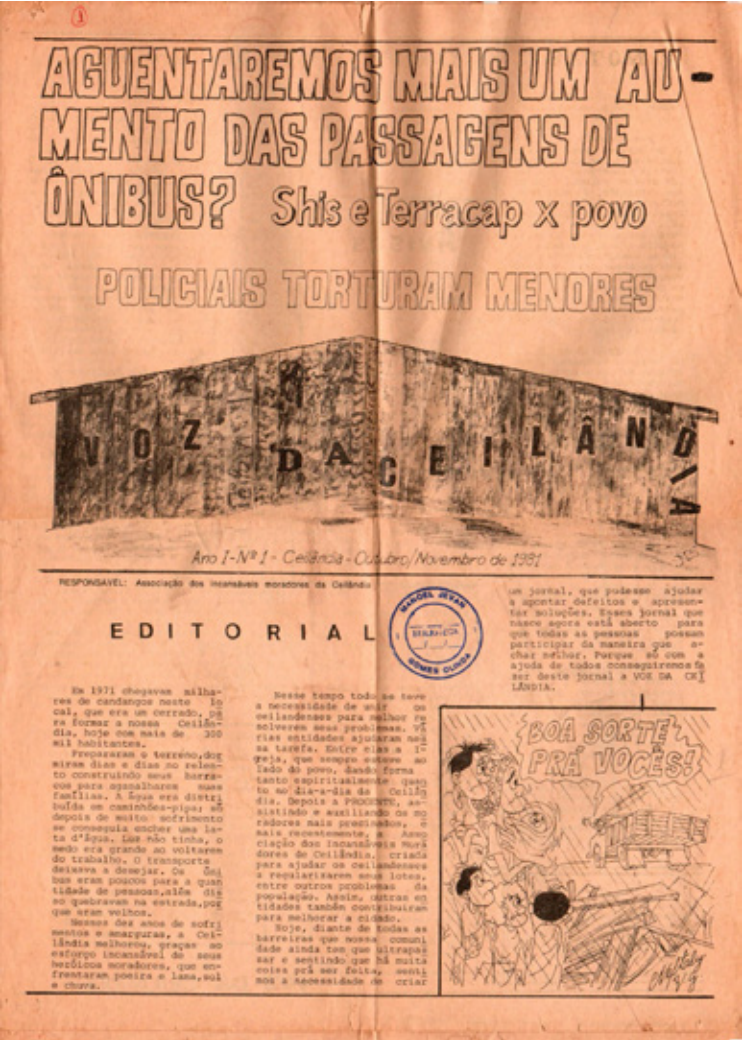 1
AGUENTAREMOS MAIS UM AU-
MENTO DAS PASSAGENS DE
ÔNIBUS? Shis e Terracap x povo
POLICIAIS TORTURAM MENORES
VOZ DA CEILÂNDIA
Ano I-Nº 1 - Ceilândia - Outubro/Novembro de 1981
RESPONSÁVEL: Associação dos Incansáveis moradores da Ceilândia
EDITORIAL
MANOEL JEVAN
BIBLIOTECA
GOMES OLINDA
Em 1971 chegavam milha-
res de candangos neste lo
cal, que era um cerrado, pa
ra formar a nossa Ceilân-
dia, hoje com mais de 300
mil habitantes.
Prepararam o terreno,dor
miram dias e dias no relen-
to construindo seus barra-
cos para agasalharem suas
famílias. A água era distri
buída em caminhões-pipa; só
depois de muito sofrimento
se conseguia encher uma la-
ta d'água. Luz não tinha, o
medo era grande ao voltarem
do trabalho. O transporte
deixava a desejar. Os ôni
bus eram poucos para a quan
tidade de pessoas,além dis
so quebravam na estrada,por
que eram velhos.
Nesses dez anos de sofri
mentos e amarguras, a Cei-
lândia melhorou, graças ao
esforço incansável de seus
heróicos moradores, que en-
frentaram poeira e lama,sol
e chuva.
Nesse tempo todo se teve
a necessidade de unir os
ceilandenses para melhor re
solverem seus problemas. Vá
rias entidades ajudaram nes
sa tarefa. Entre elas a I-
greja, que sempre esteve ao
lado do povo, dando forma
tanto espiritualmente quan
to no dia-a-dia da Ceilân
dia. Depois a PROGENTE, as-
sistindo e auxiliando os mo
radores mais precisados, e
mais recentemente, a Asso
ciação dos Incansáveis Mora
dores de Ceilândia, criada
para ajudar os ceilandenses
a regularizarem seus lotes,
entre outros problemas da
população. Assim, outras en
tidades também contribuiram
para melhorar a cidade.
Hoje, diante de todas as
barreiras que nossa comuni
dade ainda tem que ultrapas
sar e sentindo que há muita
coisa prá ser feita, senti
mos a necessidade de criar
um jornal, que pudesse ajudar
a apontar defeitos e apresen-
tar soluções. Esses jornal que
nasce agora está aberto para
que todas as pessoas possam
participar da maneira que a-
char melhor. Porque só com a
ajuda de todos conseguiremos fa
zer deste jornal a VOZ DA CEI
LÂNDIA.
BOA SORTE
PRÁ VOCÊS!